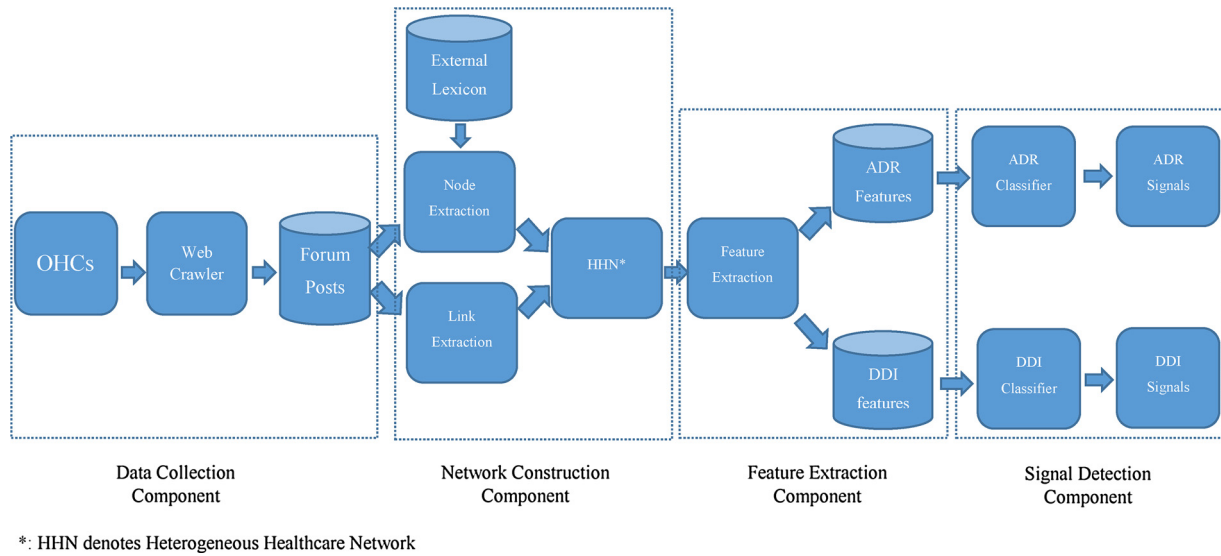 External
Lexicon
OHCs
Web
Crawler
Forum
Posts
Node
Extraction
Link
Extraction
HHN*
Feature
Extraction
ADR
Features
DDI
features
ADR
Classifier
ADR
Signals
DDI
Classifier
DDI
Signals
Data Collection
Component
Network Construction
Component
Feature Extraction
Component
Signal Detection
Component
*: HHN denotes Heterogeneous Healthcare Network